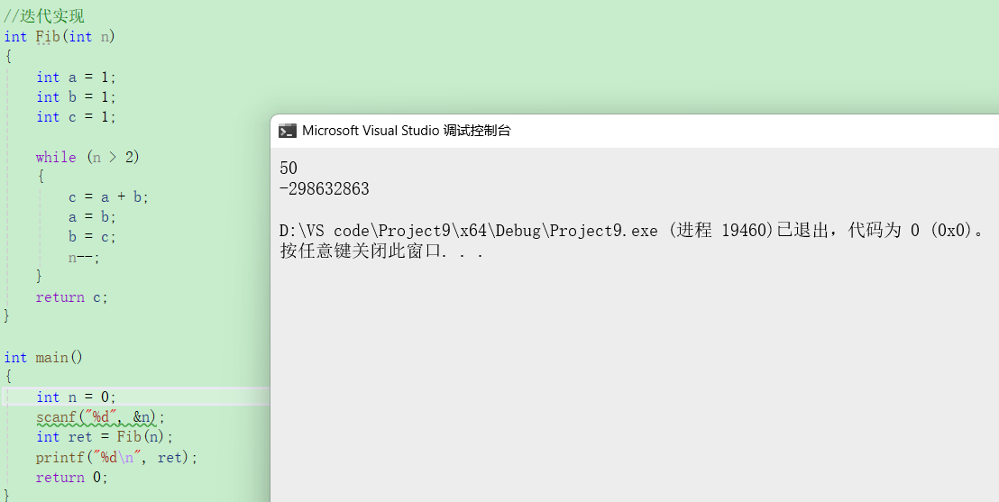 //迭代实现
int Fib(int n)
{
    int a = 1;
    int b = 1;
    int c = 1;
    while (n > 2)
    {
        c = a + b;
        a = b;
        b = c;
        n--;
    }
    return c;
}
int main()
{
    int n = 0;
    scanf("%d", &n);
    int ret = Fib(n);
    printf("%d\n", ret);
    return 0;
}
Microsoft Visual Studio 调试控制台
50
-298632863
D:\VS code\Project9\x64\Debug\Project9.exe (进程 19460)已退出，代码为 0 (0x0)。
按任意键关闭此窗口. . .